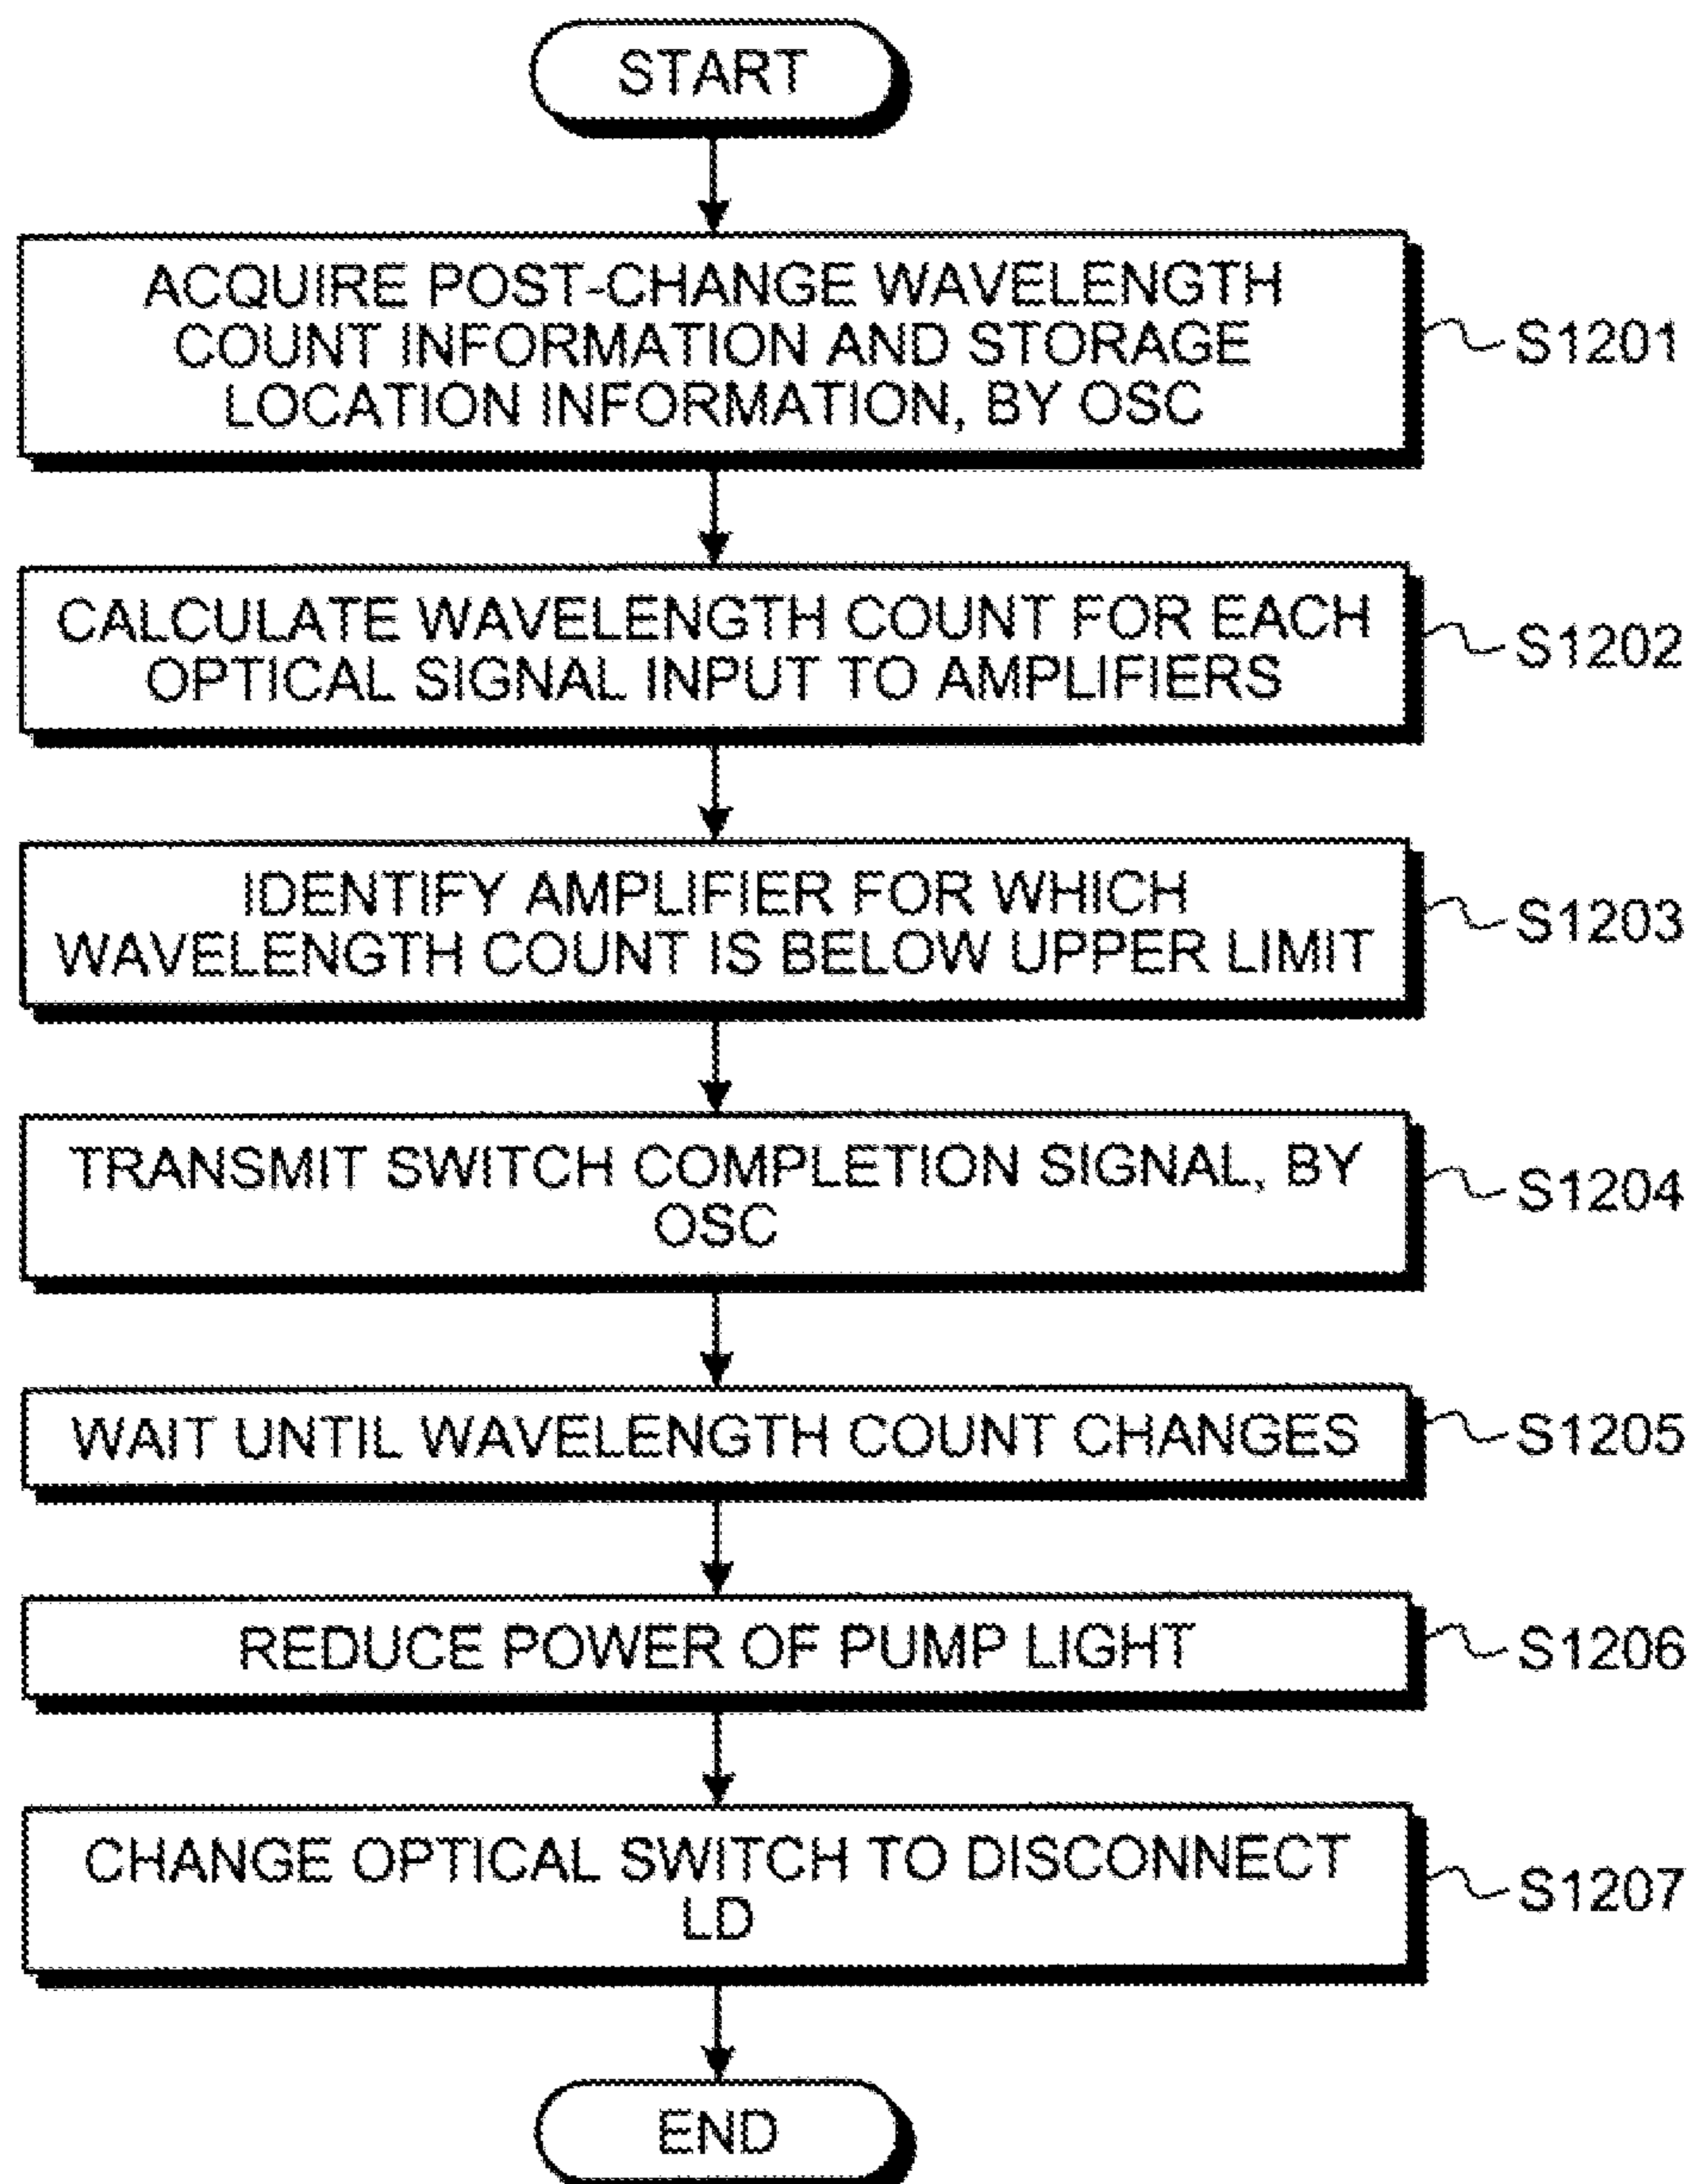 START
ACQUIRE POST-CHANGE WAVELENGTH
COUNT INFORMATION AND STORAGE
LOCATION INFORMATION, BY OSC
S1201
CALCULATE WAVELENGTH COUNT FOR EACH
OPTICAL SIGNAL INPUT TO AMPLIFIERS
S1202
IDENTIFY AMPLIFIER FOR WHICH
WAVELENGTH COUNT IS BELOW UPPER LIMIT
S1203
TRANSMIT SWITCH COMPLETION SIGNAL, BY
OSC
S1204
WAIT UNTIL WAVELENGTH COUNT CHANGES
S1205
REDUCE POWER OF PUMP LIGHT
S1206
CHANGE OPTICAL SWITCH TO DISCONNECT
LD
S1207
END